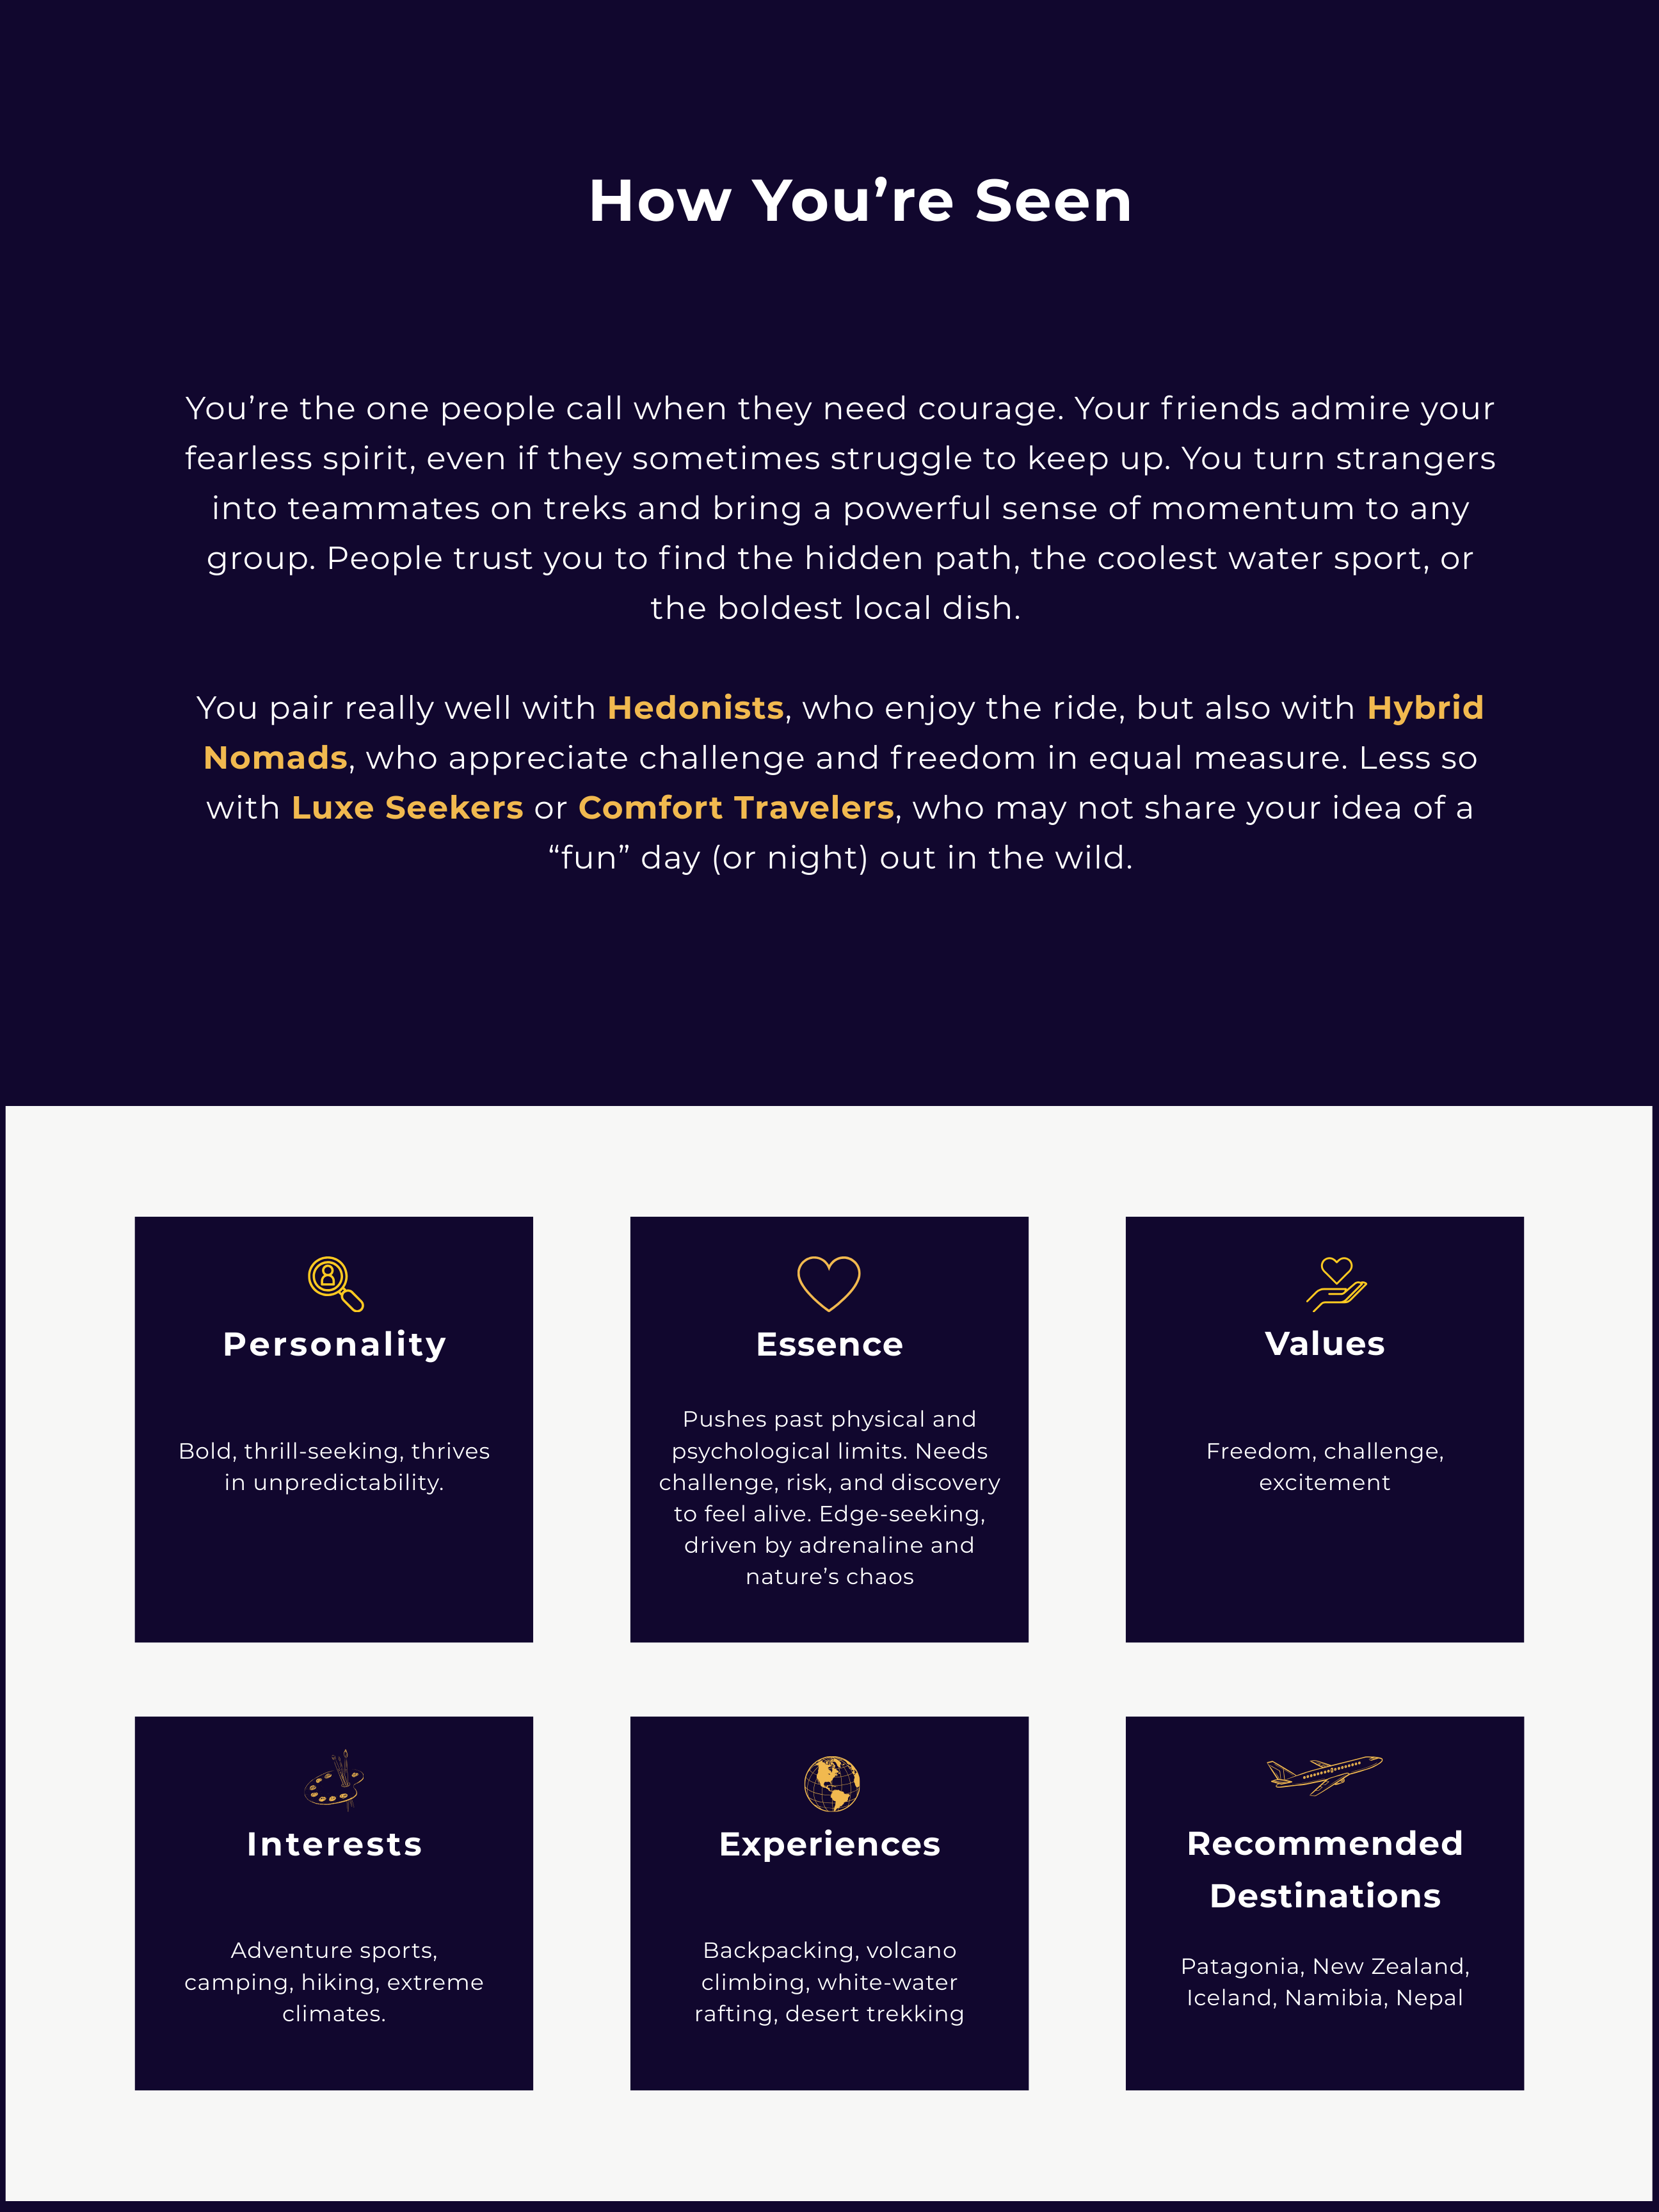 How You’re Seen
You’re the one people call when they need courage. Your friends admire your
fearless spirit, even if they sometimes struggle to keep up. You turn strangers
into teammates on treks and bring a powerful sense of momentum to any
group. People trust you to find the hidden path, the coolest water sport, or
the boldest local dish.
You pair really well with Hedonists, who enjoy the ride, but also with Hybrid
Nomads, who appreciate challenge and freedom in equal measure. Less so
with Luxe Seekers or Comfort Travelers, who may not share your idea of a
“fun” day (or night) out in the wild.
Personality
Bold, thrill-seeking, thrives
in unpredictability.
Essence
Pushes past physical and
psychological limits. Needs
challenge, risk, and discovery
to feel alive. Edge-seeking,
driven by adrenaline and
nature’s chaos
Values
Freedom, challenge,
excitement
Interests
Adventure sports,
camping, hiking, extreme
climates.
Experiences
Backpacking, volcano
climbing, white-water
rafting, desert trekking
Recommended
Destinations
Patagonia, New Zealand,
Iceland, Namibia, Nepal